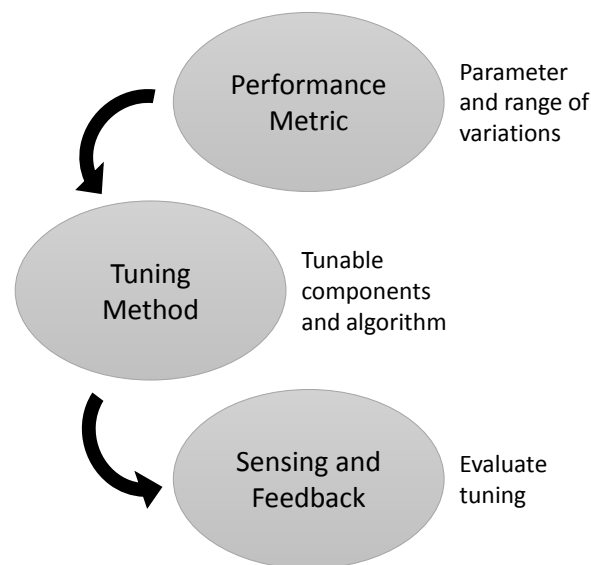 Performance
Metric
Parameter
and range of
variations
Tuning
Method
Tunable
components
and algorithm
Sensing and
Feedback
Evaluate
tuning